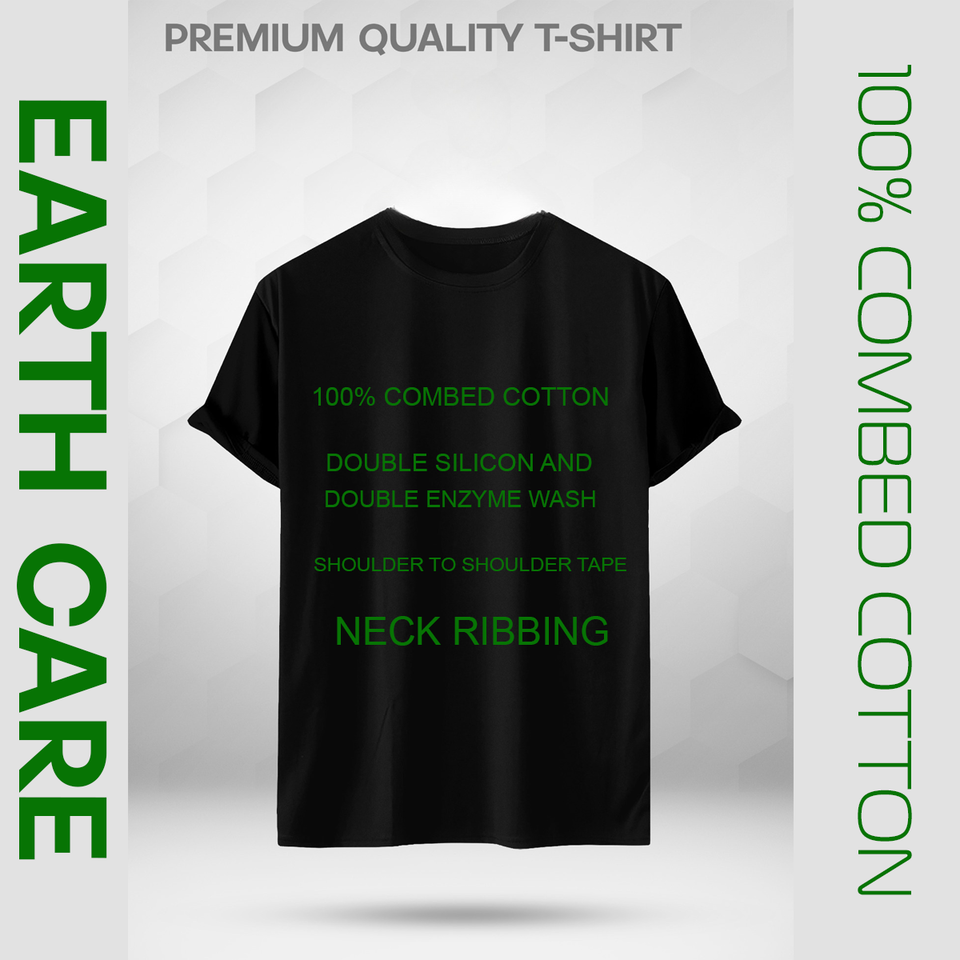 PREMIUM QUALITY T-SHIRT
EARTH CARE
100% COMBED COTTON
DOUBLE SILICON AND
DOUBLE ENZYME WASH
SHOULDER TO SHOULDER TAPE
NECK RIBBING
100% COMBED COTTON